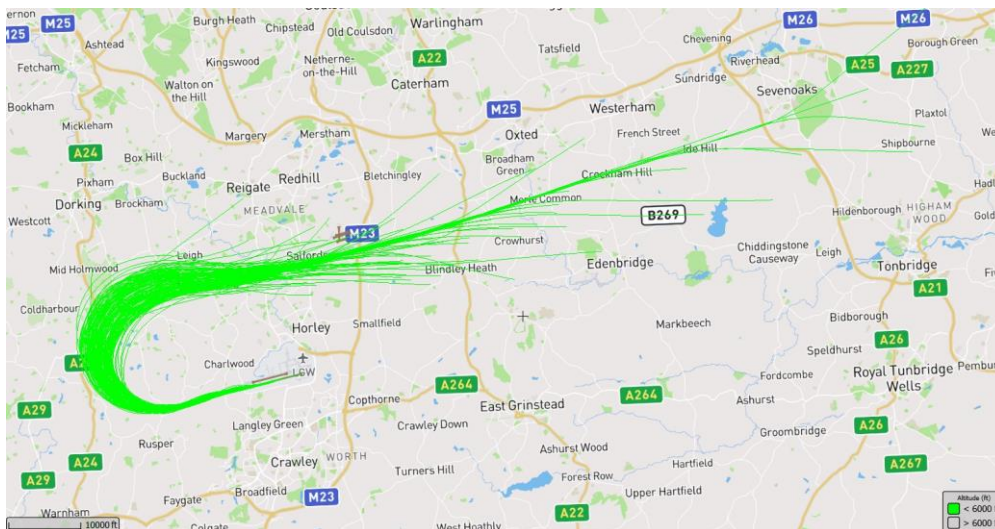 M25
Burgh Heath
Chipstead
Old Coulsdon
Warlingham
Chevening
M26
M26
M25
Ashtead
Kingswood
Netherne-
on-the-Hill
A22
Tatsfield
Borough Green
Fetcham
Walton on
the Hill
Caterham
Sundridge
Riverhead
A25
A227
Bookham
Sevenoaks
Mickleham
Margery
Merstham
M25
Westerham
Plaxtol
A24
Box Hill
Oxted
French Street
Shipbourne
Pixham
Buckland
Reigate
Redhill
Bletchingley
Broadham
Green
Ide Hill
Crockham Hill
Dorking
Brockham
MEADVALE
Westcott
M23
B269
Hildenborough
HIGHAM
WOOD
Mid Holmwood
Leigh
Crowhurst
Chiddingstone
Causeway
Leigh
Blindley Heath
Edenbridge
Tonbridge
Coldharbour
A21
Horley
Smallfield
Markbeech
Bidborough
Charlwood
LGW
A26
Speldhurst
A264
Fordcombe
Royal Tunbridge
Wells
A29
Copthorne
A264
Ashurst
East Grinstead
Langley Green
Crawley Down
A26
Rusper
Groombridge
Ashurst Wood
A24
Crawley
WORTH
Turners Hill
Hartfield
A267
A29
Forest Row
Faygate
Broadfield
M23
Upper Hartfield
A22
West Hoathly
10000 ft
Altitude (ft)
< 6000
> 6000